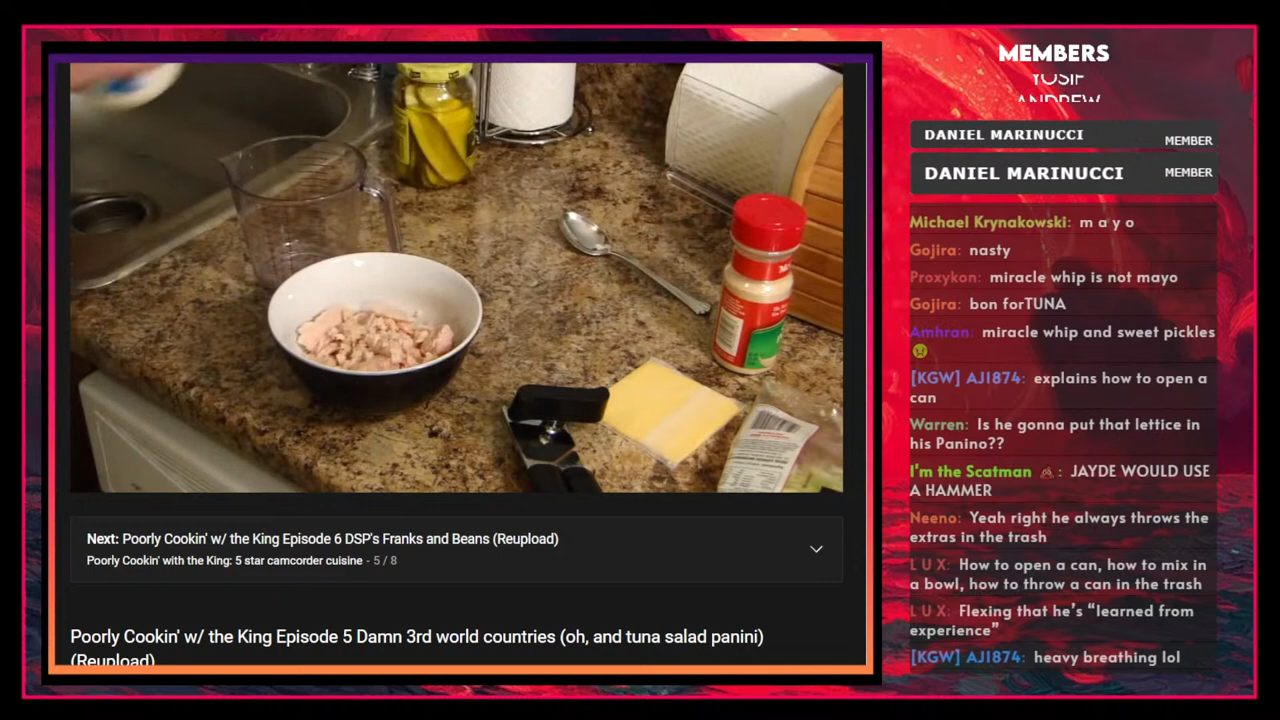 MEMBERS
YOSIF
ANDREW
DANIEL MARINUCCI MEMBER
DANIEL MARINUCCI MEMBER
Michael Krynakowski: m a y o
Gojira: nasty
Proxykon: miracle whip is not mayo
Gojira: bon forTUNA
Amhran: miracle whip and sweet pickles
[KGW] AJ1874: explains how to open a
can
Warren: Is he gonna put that lettice in
his Panino??
I'm the Scatman : JAYDE WOULD USE
A HAMMER
Neeno: Yeah right he always throws the
extras in the trash
L U X: How to open a can, how to mix in
a bowl, how to throw a can in the trash
L U X: Flexing that he's “learned from
experience”
[KGW] AJ1874: heavy breathing lol
Next: Poorly Cookin' w/ the King Episode 6 DSP's Franks and Beans (Reupload)
Poorly Cookin' with the King: 5 star camcorder cuisine - 5 / 8
Poorly Cookin' w/ the King Episode 5 Damn 3rd world countries (oh, and tuna salad panini)
(Reupload)